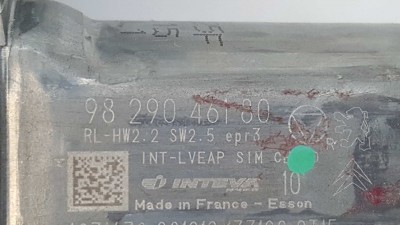 98 290 461 80
RL-HW2.2 SW2.5 epr3
INT-LVEAP SIM
INTEVA 10
Made in France - Esson